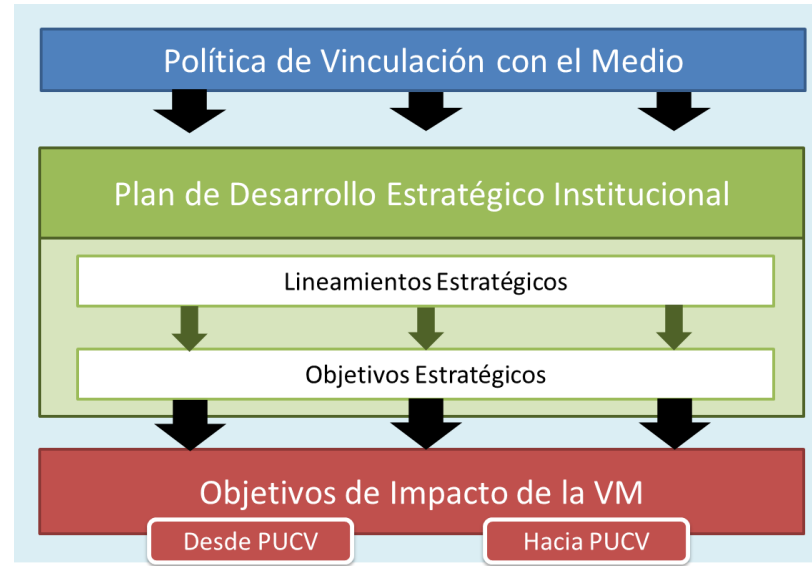 Política de Vinculación con el Medio
Plan de Desarrollo Estratégico Institucional
Lineamientos Estratégicos
Objetivos Estratégicos
Objetivos de Impacto de la VM
Desde PUCV
Hacia PUCV